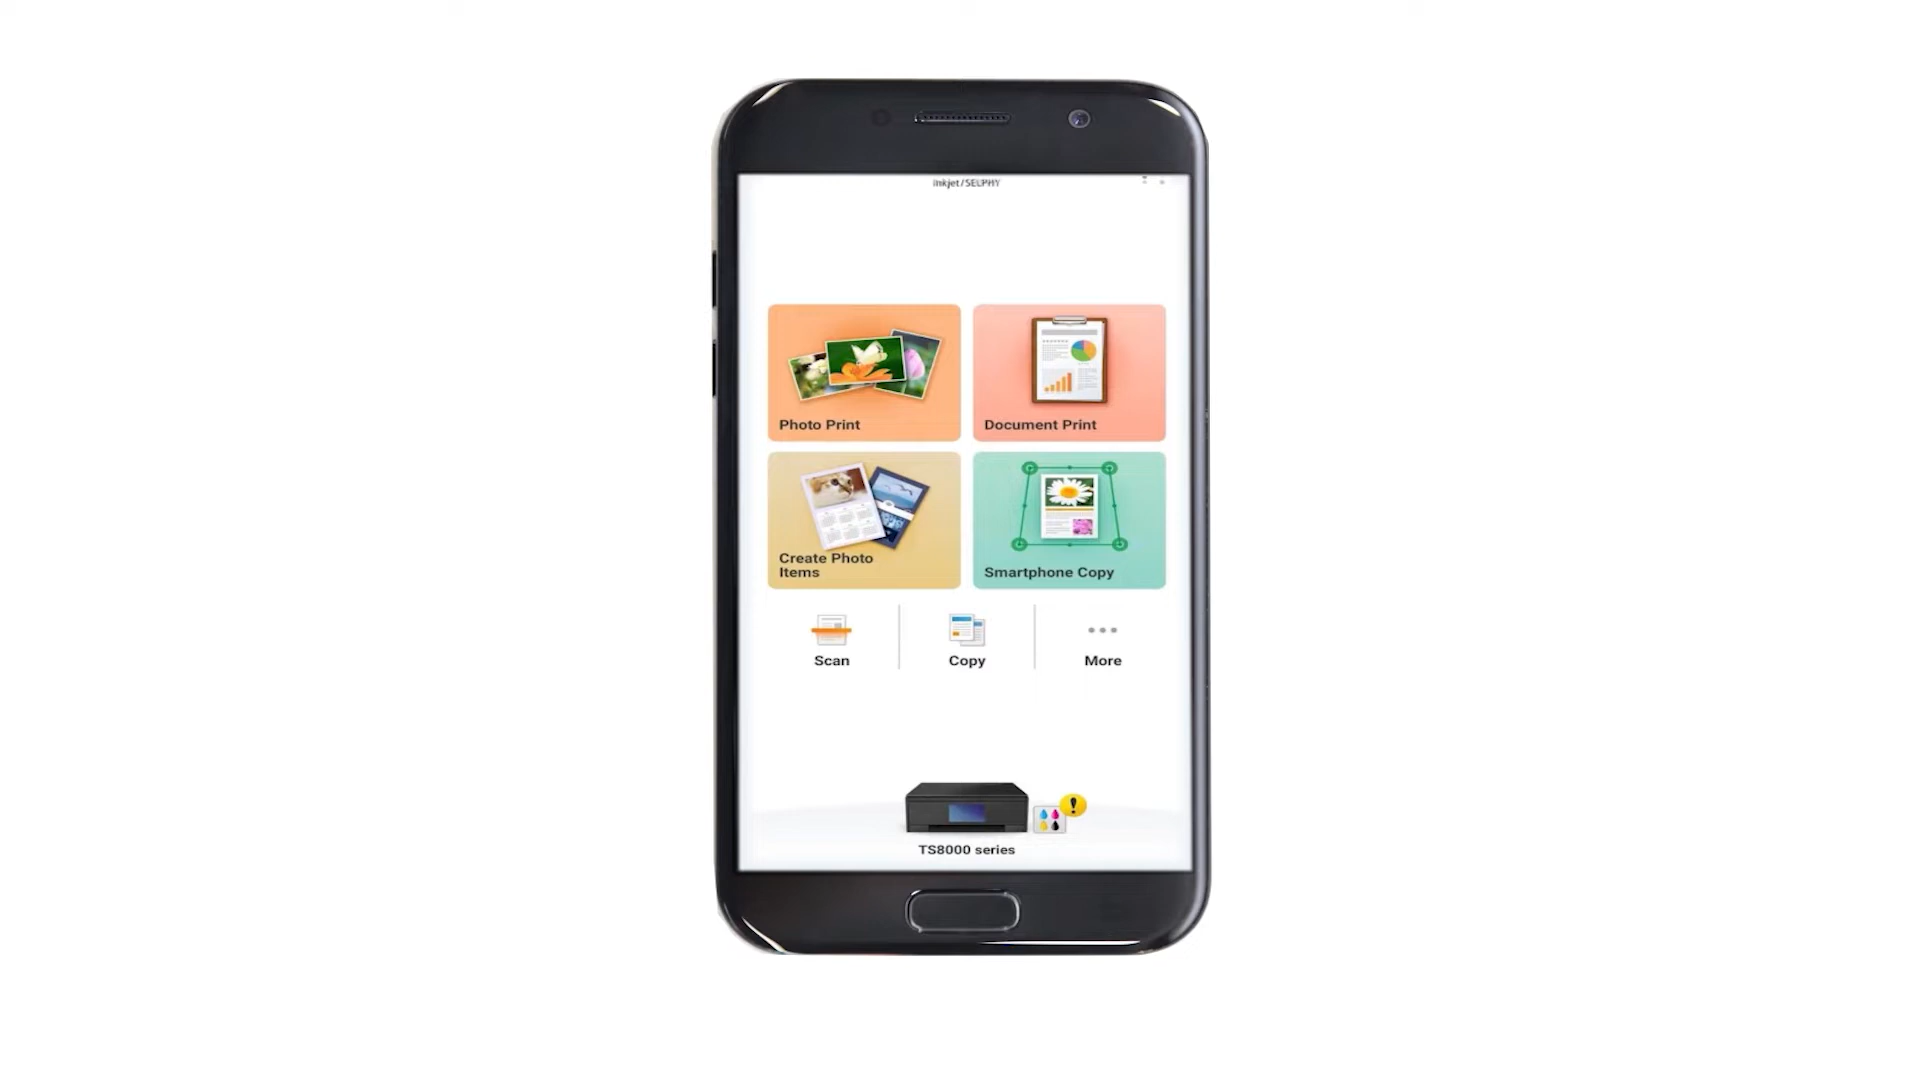 inkjet/SELPHY
Photo Print
Document Print
Create Photo
Items
Smartphone Copy
Scan
Copy
More
TS8000 series